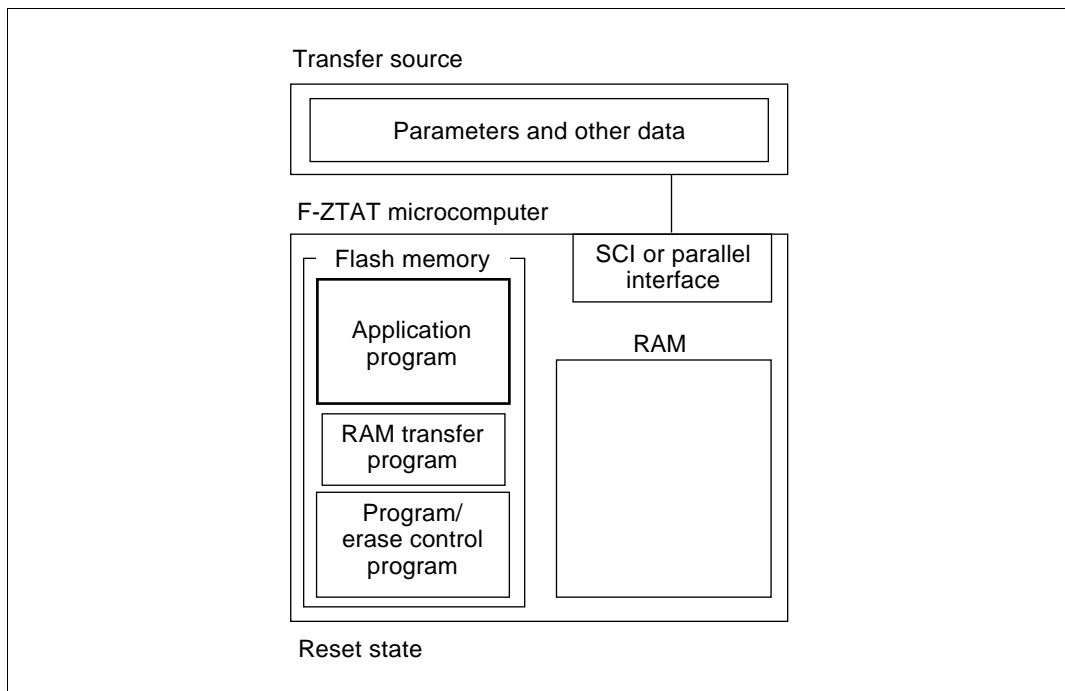 Transfer source
Parameters and other data
F-ZTAT microcomputer
Flash memory
SCI or parallel
interface
Application
program
RAM
RAM transfer
program
Program/
erase control
program
Reset state